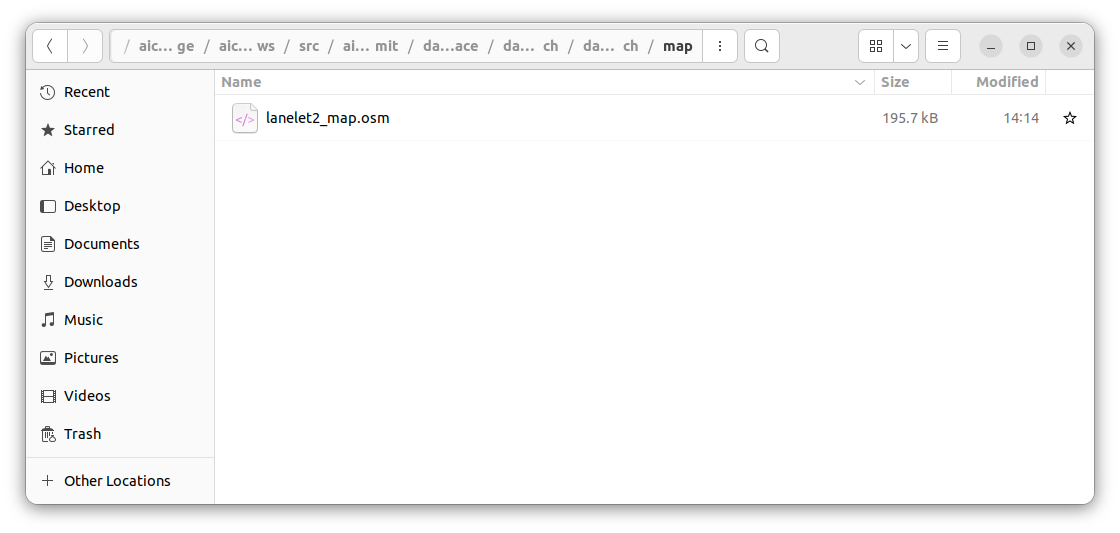 / aic... ge / aic... ws / src / ai... mit / da...ace / da... ch / da... ch / map
Name Size Modified
lanelet2_map.osm 195.7 kB 14:14
Recent
Starred
Home
Desktop
Documents
Downloads
Music
Pictures
Videos
Trash
Other Locations